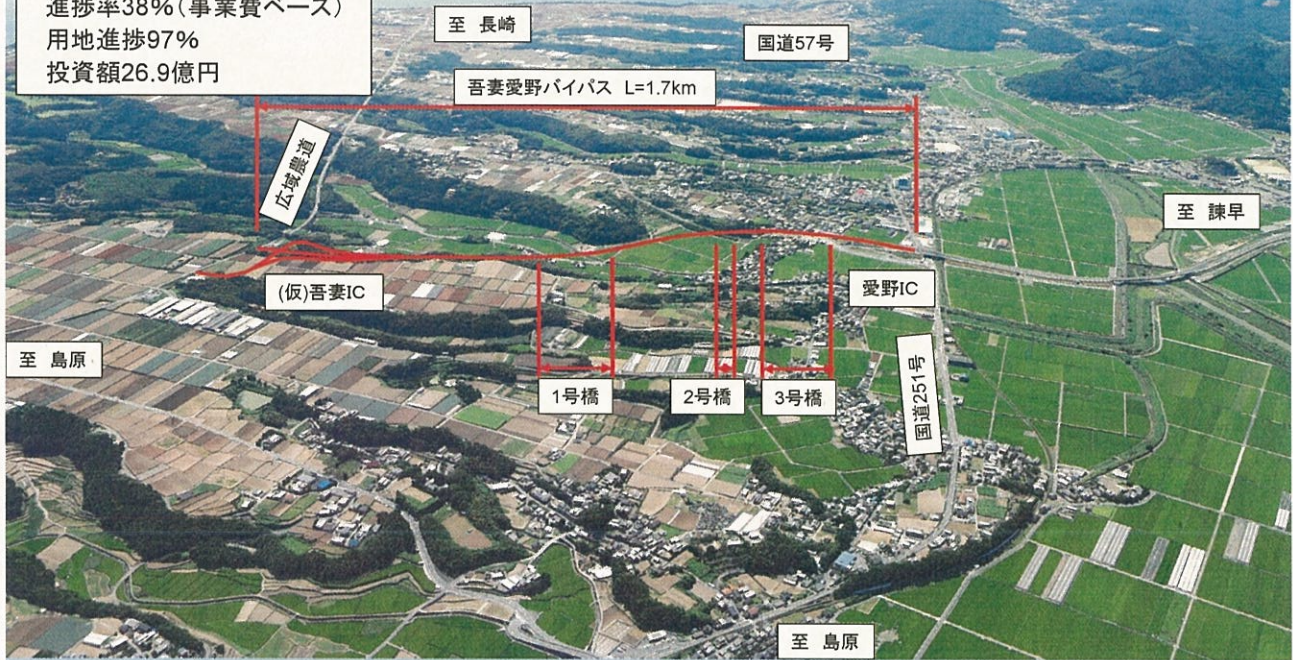 進捗率38%(事業費ベース)
用地進捗97%
投資額26.9億円
至 長崎
国道57号
吾妻愛野バイパス L=1.7km
広域農道
至 諫早
(仮)吾妻IC
愛野IC
至 島原
1号橋
2号橋
3号橋
国道251号
至 島原